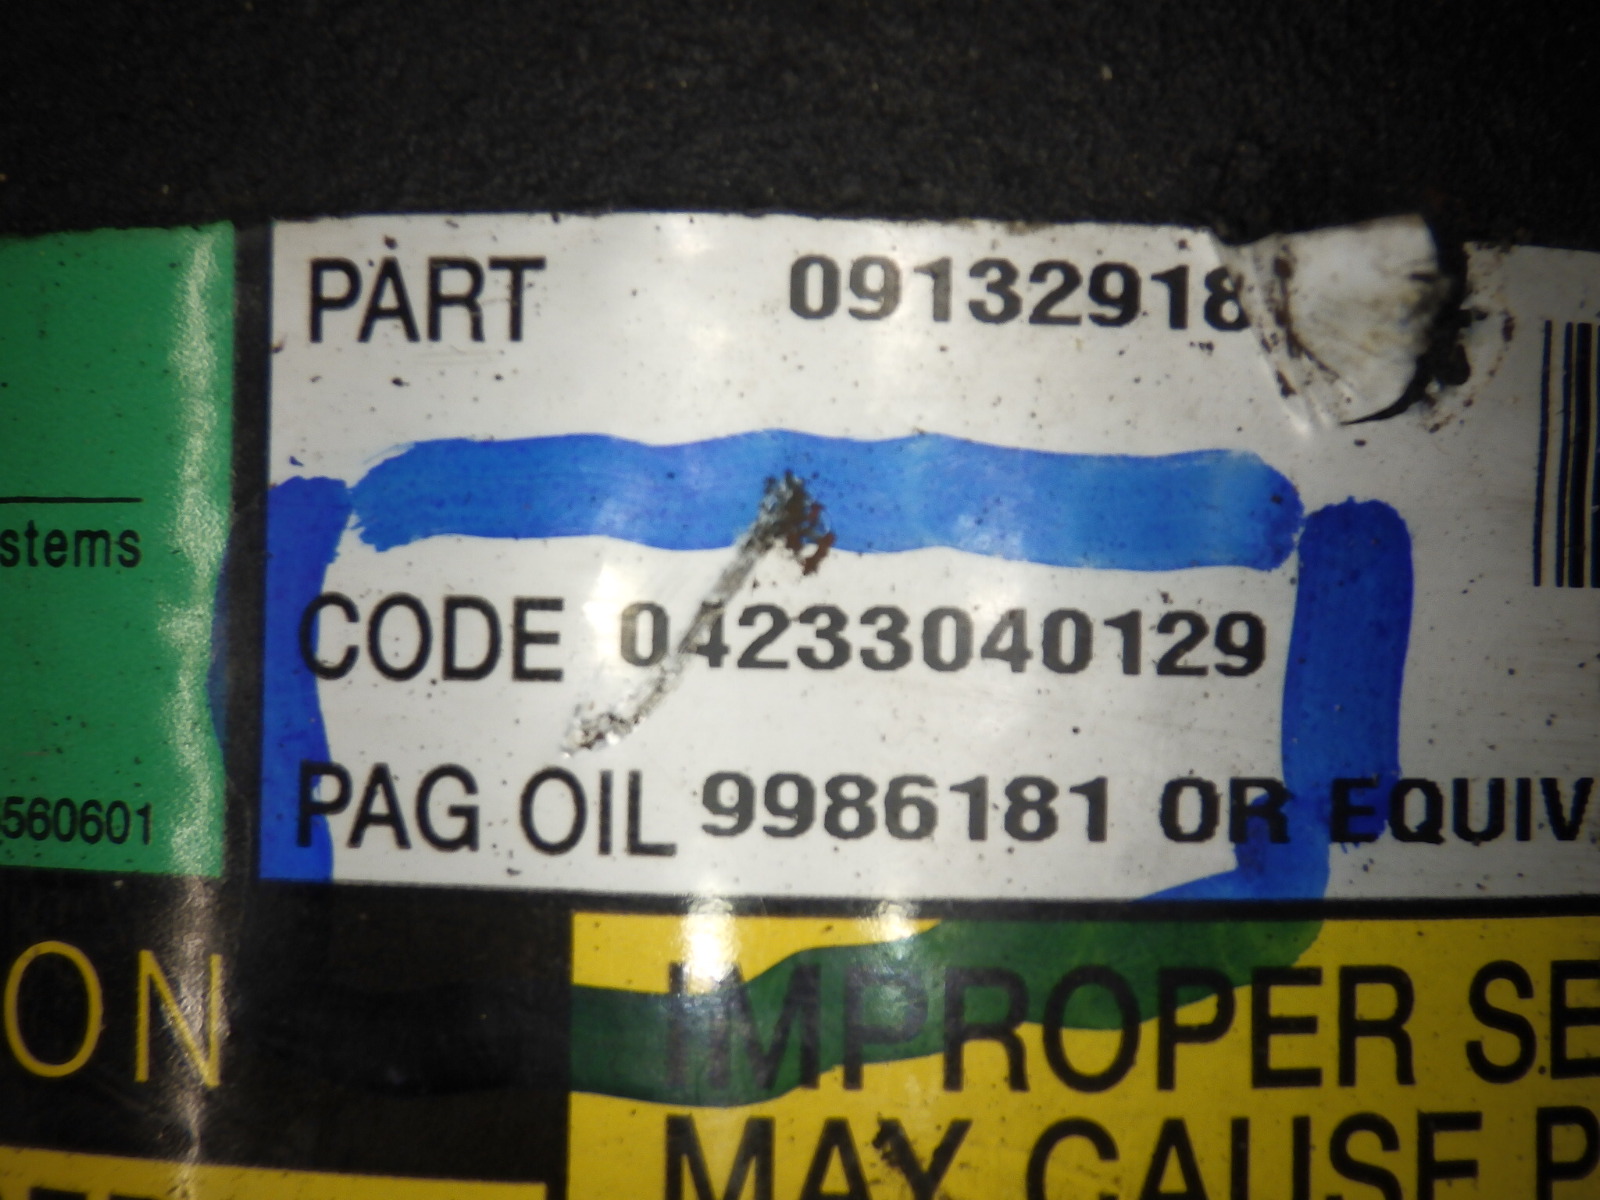 PART 09132918
stems
CODE 04233040129
PAG OIL 9986181 OR EQUIV
560601
ON
IMPROPER SE
MAY CAUSE P